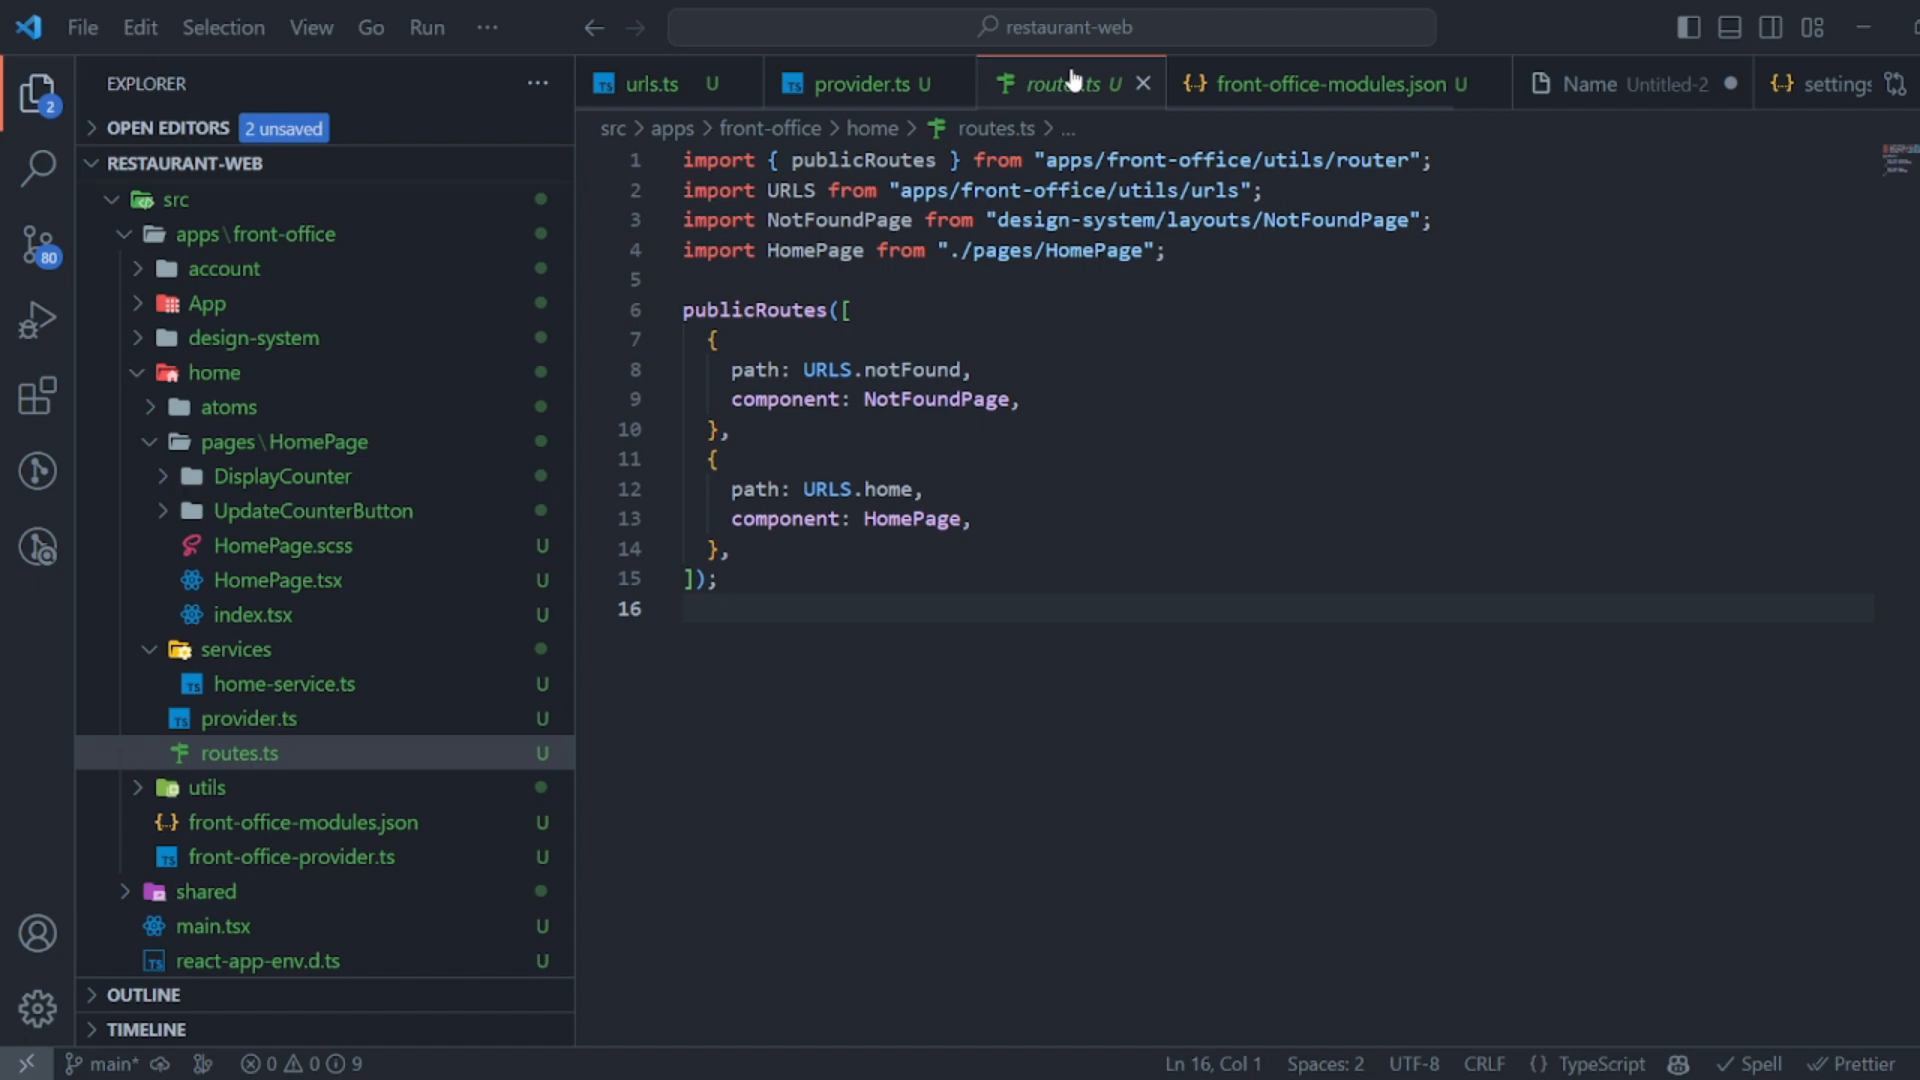 File Edit Selection View Go Run ···
restaurant-web
EXPLORER ···
OPEN EDITORS 2 unsaved
RESTAURANT-WEB
src
apps\front-office
account
App
design-system
home
atoms
pages\HomePage
DisplayCounter
UpdateCounterButton
HomePage.scss U
HomePage.tsx U
index.tsx U
services
home-service.ts U
provider.ts U
routes.ts U
utils
front-office-modules.json U
front-office-provider.ts U
shared
main.tsx U
react-app-env.d.ts U
OUTLINE
TIMELINE
2
80
urls.ts U provider.ts U U front-office-modules.json U Name Untitled-2
src > apps > front-office > home > routes.ts > ...
1 import { publicRoutes } from "apps/front-office/utils/router";
2 import URLS from "apps/front-office/utils/urls";
3 import NotFoundPage from "design-system/layouts/NotFoundPage";
4 import HomePage from "./pages/HomePage";
5
6 publicRoutes([
7 {
8 path: URLS.notFound,
9 component: NotFoundPage,
10 },
11 {
12 path: URLS.home,
13 component: HomePage,
14 },
15 ]);
16
main* 0 0 9 Ln 16, Col 1 Spaces: 2 UTF-8 CRLF {} TypeScript Spell Prettier